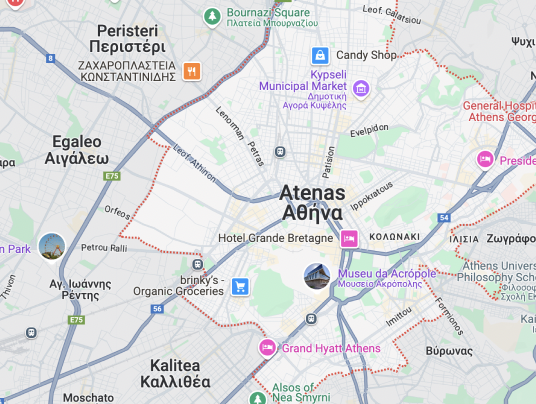 Bournazi Square
Πλατεία Μπουρναζίου
Leof. Galatsiou
Peristeri
Περιστέρι
Candy Shop
ΖΑΧΑΡΟΠΛΑΣΤΕΙΑ
ΚΩΝΣΤΑΝΤΙΝΙΔΗΣ
Kypseli
Municipal Market
Δημοτική
Αγορά Κυψέλης
General Hosp
Athens Georg
Lenorman
Petras
Evelpidon
Egaleo
Αιγάλεω
Leof. Athinon
Patision
Preside
E75
Atenas
Αθήνα
Ippokratous
Orfeos
54
Hotel Grande Bretagne
ΚΟΛΩΝΑΚΙ
ΙΛΙΣΙΑ
Ζωγράφο
n Park
Petrou Ralli
Athens Univer
Philosophy Scho
Φιλοσοφ
Σχολή ΕΚ
Museu da Acrópole
Μουσείο Ακρόπολης
brinky's -
Organic Groceries
Αγ. Ιωάννης
Ρέντης
Thivon
56
E75
Imittou
Formionos
Grand Hyatt Athens
Βύρωνας
Kalitea
Καλλιθέα
Moschato
Alsos of
Nea Smyrni